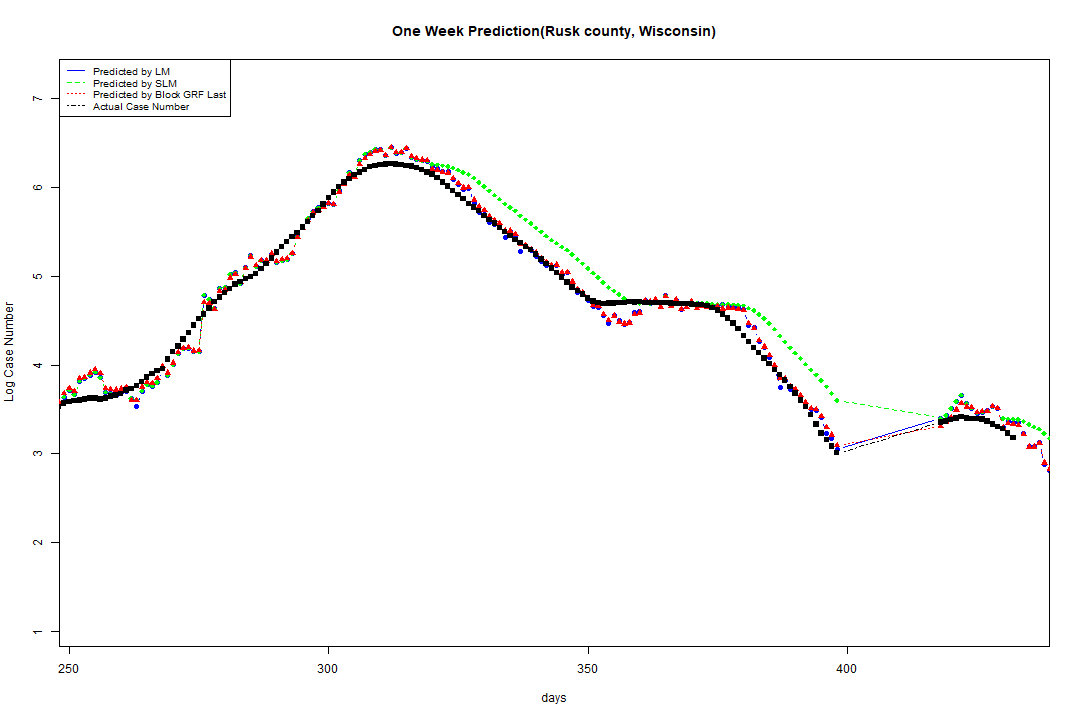 One Week Prediction(Rusk county, Wisconsin)
Predicted by LM
Predicted by SLM
Predicted by Block GRF Last
Actual Case Number
7
6
5
4
3
2
1
Log Case Number
250
300
350
400
days